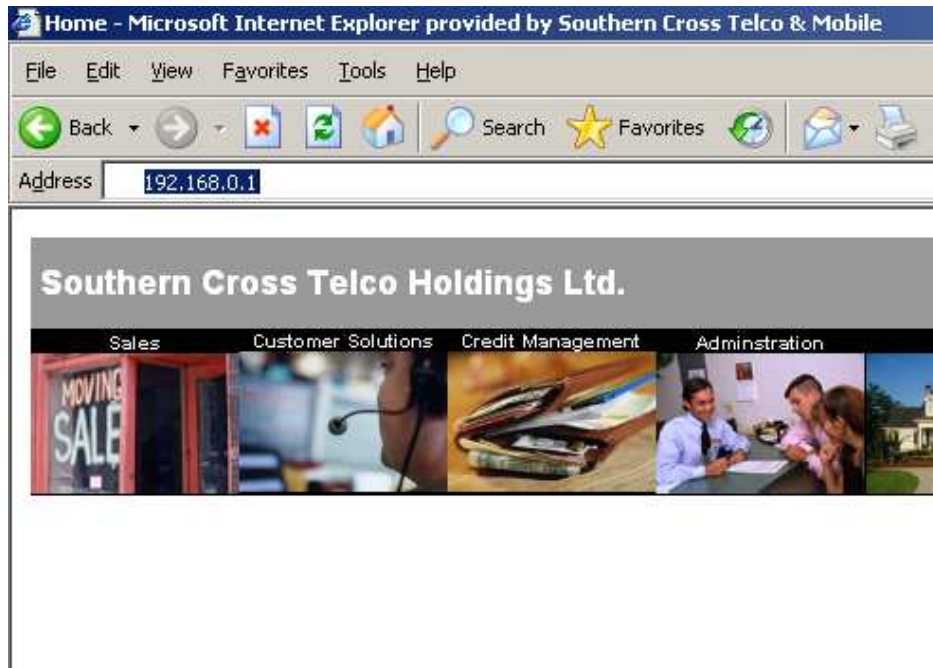 Home - Microsoft Internet Explorer provided by Southern Cross Telco & Mobile
File Edit View Favorites Tools Help
Back Search Favorites
Address 192.168.0.1
Southern Cross Telco Holdings Ltd.
Sales Customer Solutions Credit Management Adminstration
MOVING
SALE